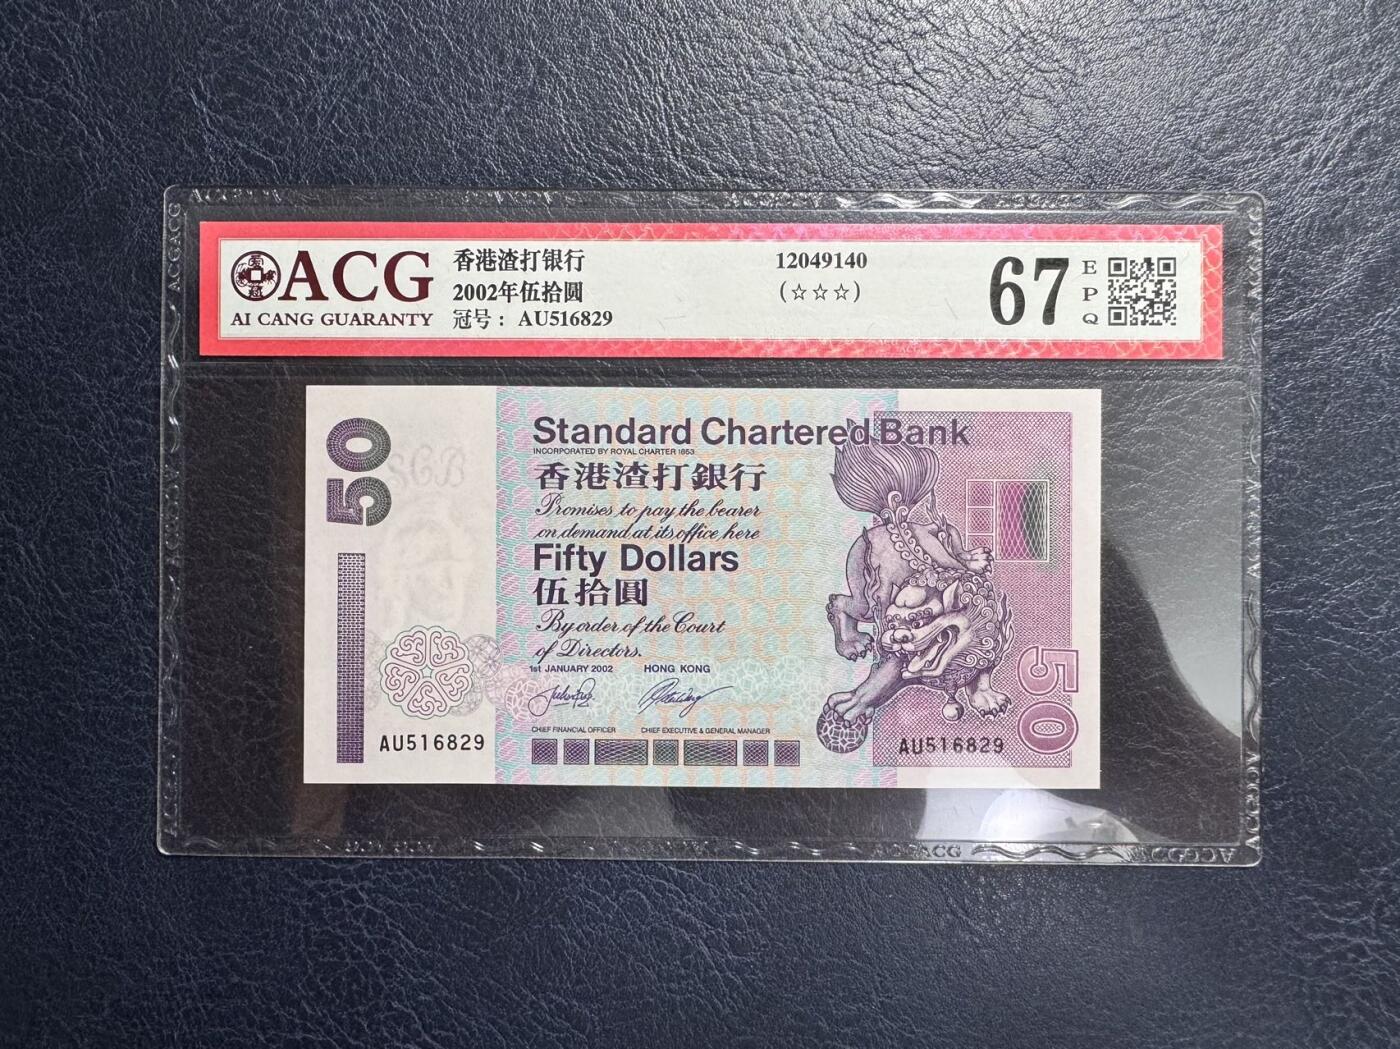 ACG
AI CANG GUARANTY
香港渣打银行
2002年伍拾圆
冠号： AU516829
12049140
(☆☆☆)
67
EPQ
50
Standard Chartered Bank
INCORPORATED BY ROYAL CHARTER 1853
香港渣打銀行
Promises to pay the bearer
on demand at its office here
Fifty Dollars
伍拾圓
By order of the Court
of Directors.
1st JANUARY 2002 HONG KONG
CHIEF FINANCIAL OFFICER CHIEF EXECUTIVE & GENERAL MANAGER
AU516829
AU516829
50
SCB